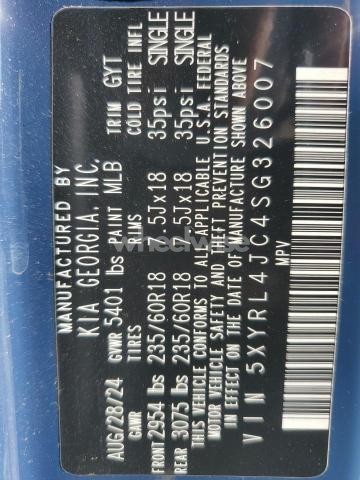 MANUFACTURED BY
KIA GEORGIA, INC.
AUG/28/24 GVWR 5401 lbs PAINT MLB TRIM GYT
TIRES RIMS COLD TIRE INFL
FRONT 2954 lbs 235/60R18 7.5JX18 35psi SINGLE
REAR 3075 lbs 235/60R18 7.5JX18 35psi SINGLE
THIS VEHICLE CONFORMS TO ALL APPLICABLE U.S.A. FEDERAL
MOTOR VEHICLE SAFETY AND THEFT PREVENTION STANDARDS
IN EFFECT ON THE DATE OF MANUFACTURE SHOWN ABOVE
VIN 5XYRL4JC4SG326007
MPV